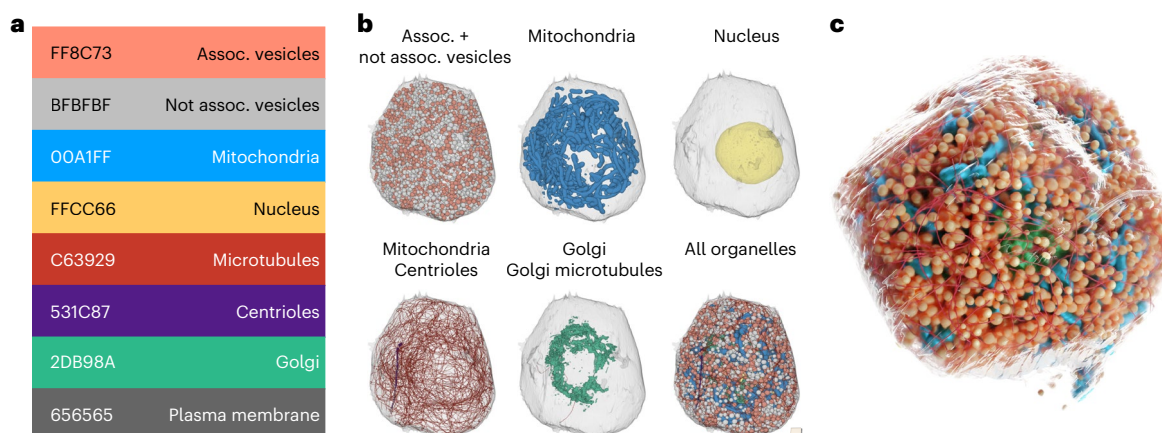 a
FF8C73 Assoc. vesicles
BFBFBF Not assoc. vesicles
00A1FF Mitochondria
FFCC66 Nucleus
C63929 Microtubules
531C87 Centrioles
2DB98A Golgi
656565 Plasma membrane
b
Assoc. +
not assoc. vesicles
Mitochondria
Nucleus
Mitochondria
Centrioles
Golgi
Golgi microtubules
All organelles
c